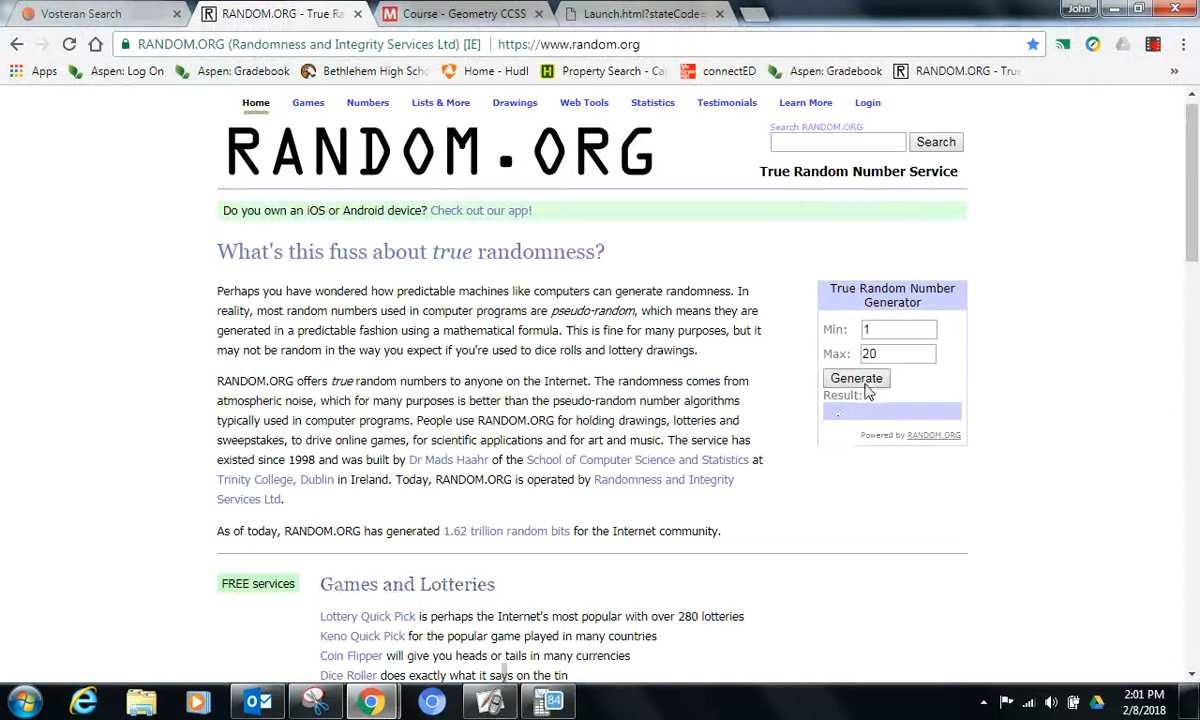 Vosteran Search
RANDOM.ORG - True Ra
Course - Geometry CCSS
Launch.html?stateCode=
John
RANDOM.ORG (Randomness and Integrity Services Ltd) [IE]
https://www.random.org
Apps
Aspen: Log On
Aspen: Gradebook
Bethlehem High Scho
Home - Hudl
Property Search - Cap
connectED
Aspen: Gradebook
RANDOM.ORG - True
Home
Games
Numbers
Lists & More
Drawings
Web Tools
Statistics
Testimonials
Learn More
Login
RANDOM.ORG
Search RANDOM.ORG
Search
True Random Number Service
Do you own an iOS or Android device? Check out our app!
What's this fuss about true randomness?
Perhaps you have wondered how predictable machines like computers can generate randomness. In
reality, most random numbers used in computer programs are pseudo-random, which means they are
generated in a predictable fashion using a mathematical formula. This is fine for many purposes, but it
may not be random in the way you expect if you're used to dice rolls and lottery drawings.
RANDOM.ORG offers true random numbers to anyone on the Internet. The randomness comes from
atmospheric noise, which for many purposes is better than the pseudo-random number algorithms
typically used in computer programs. People use RANDOM.ORG for holding drawings, lotteries and
sweepstakes, to drive online games, for scientific applications and for art and music. The service has
existed since 1998 and was built by Dr Mads Haahr of the School of Computer Science and Statistics at
Trinity College, Dublin in Ireland. Today, RANDOM.ORG is operated by Randomness and Integrity
Services Ltd.
As of today, RANDOM.ORG has generated 1.62 trillion random bits for the Internet community.
True Random Number
Generator
Min: 1
Max: 20
Generate
Result:
Powered by RANDOM.ORG
FREE services
Games and Lotteries
Lottery Quick Pick is perhaps the Internet's most popular with over 280 lotteries
Keno Quick Pick for the popular game played in many countries
Coin Flipper will give you heads or tails in many currencies
Dice Roller does exactly what it says on the tin
84
2:01 PM
2/8/2018